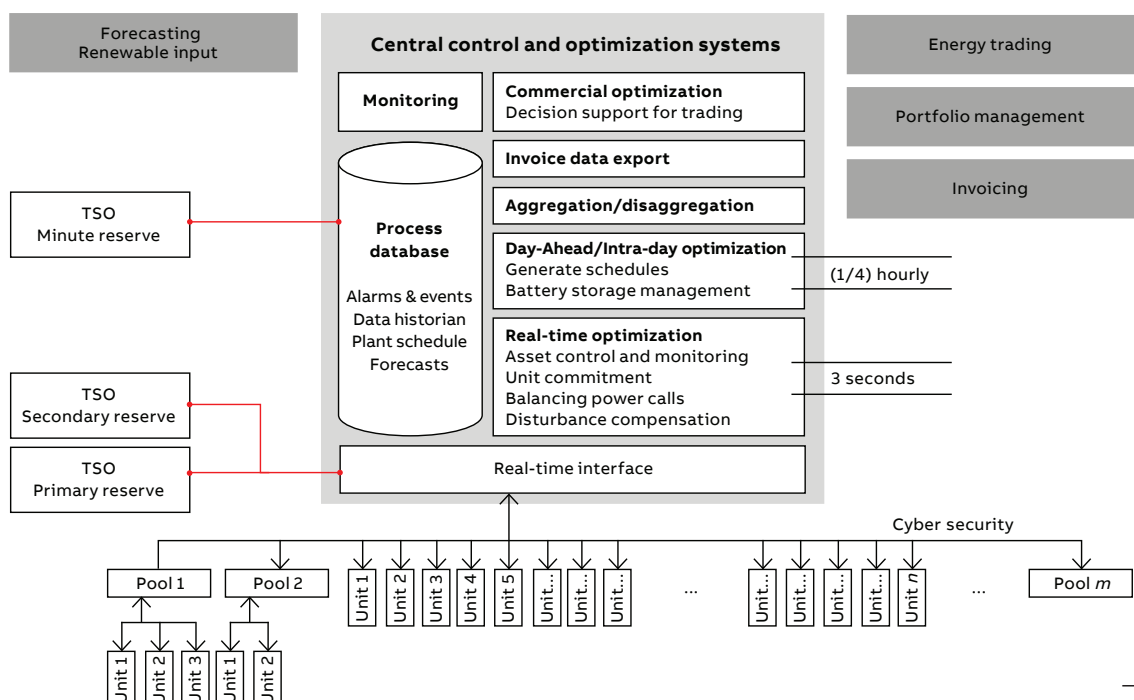 Forecasting
Renewable input
Central control and optimization systems
Energy trading
Portfolio management
Invoicing
Monitoring
Commercial optimization
Decision support for trading
Invoice data export
Aggregation/disaggregation
TSO
Minute reserve
Process
database
Alarms & events
Data historian
Plant schedule
Forecasts
Day-Ahead/Intra-day optimization
Generate schedules
Battery storage management
(1/4) hourly
Real-time optimization
Asset control and monitoring
Unit commitment
Balancing power calls
Disturbance compensation
3 seconds
TSO
Secondary reserve
TSO
Primary reserve
Real-time interface
Cyber security
Pool 1
Pool 2
Unit 1
Unit 2
Unit 3
Unit 4
Unit 5
Unit...
Unit...
Unit...
...
Unit...
Unit...
Unit...
Unit...
Unit n
...
Pool m
Unit 1
Unit 2
Unit 3
Unit 1
Unit 2